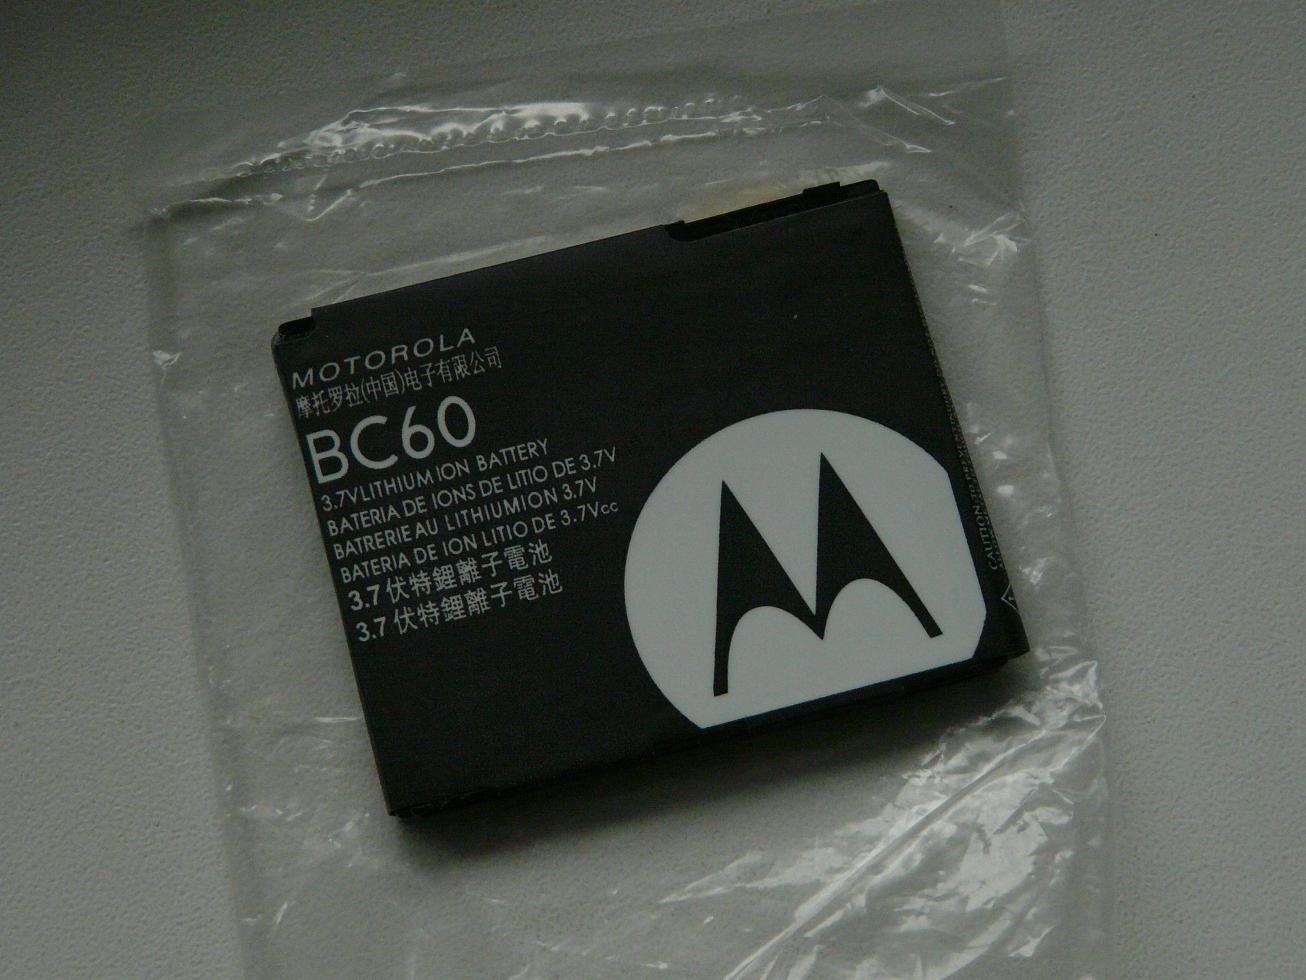 MOTOROLA
摩托罗拉(中国)电子有限公司
BC60
3.7V LITHIUM ION BATTERY
BATERIA DE IONS DE LITIO DE 3.7V
BATRERIE AU LITHIUMION 3.7V
BATERIA DE ION LITIO DE 3.7Vcc
3.7 伏特鋰離子電池
3.7 伏特鋰離子電池
CAUTION: TO PREVENT